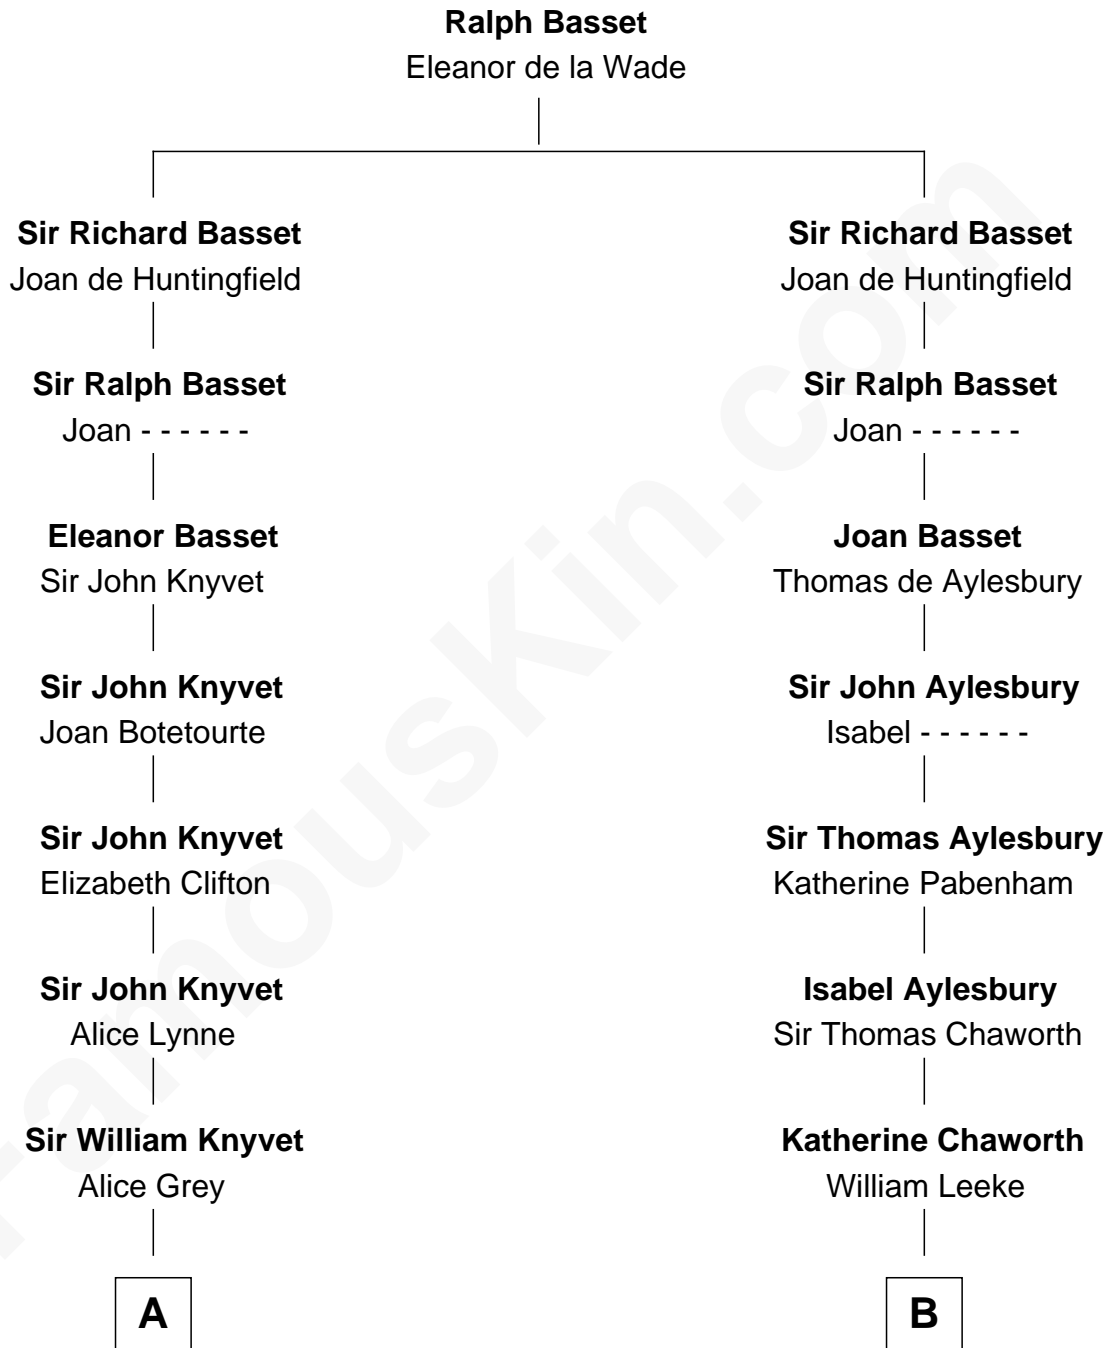 Ralph Basset
Eleanor de la Wade
Sir Richard Basset
Joan de Huntingfield
Sir Ralph Basset
Joan - - - - - -
Eleanor Basset
Sir John Knyvet
Sir John Knyvet
Joan Botetourte
Sir John Knyvet
Elizabeth Clifton
Sir John Knyvet
Alice Lynne
Sir William Knyvet
Alice Grey
A
Sir Richard Basset
Joan de Huntingfield
Sir Ralph Basset
Joan - - - - - -
Joan Basset
Thomas de Aylesbury
Sir John Aylesbury
Isabel - - - - - -
Sir Thomas Aylesbury
Katherine Pabenham
Isabel Aylesbury
Sir Thomas Chaworth
Katherine Chaworth
William Leeke
B
FamousKin.com